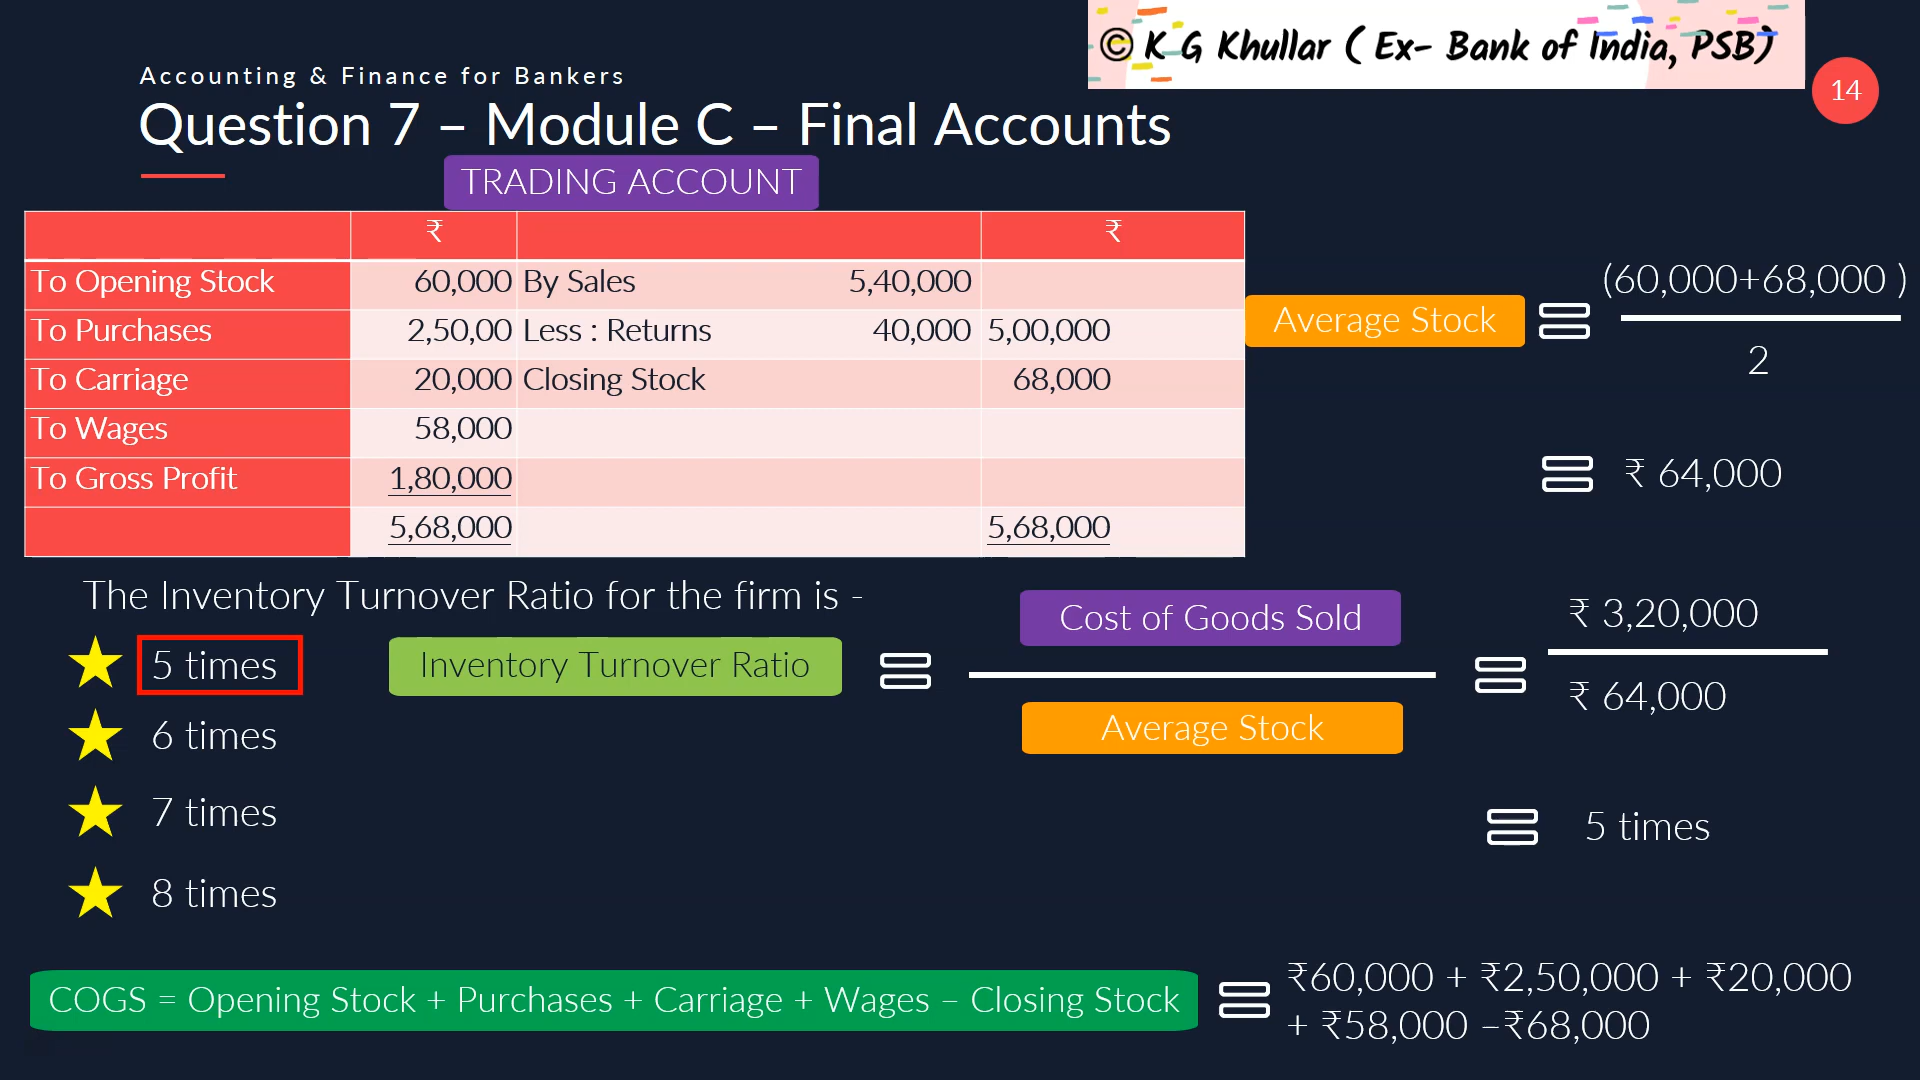 © K G Khullar ( Ex- Bank of India, PSB)
14
Accounting & Finance for Bankers
Question 7 – Module C – Final Accounts
TRADING ACCOUNT
₹ ₹
To Opening Stock 60,000 By Sales 5,40,000
To Purchases 2,50,00 Less : Returns 40,000 5,00,000
To Carriage 20,000 Closing Stock 68,000
To Wages 58,000
To Gross Profit 1,80,000
5,68,000 5,68,000
Average Stock
(60,000+68,000 )
2
₹ 64,000
The Inventory Turnover Ratio for the firm is -
5 times
6 times
7 times
8 times
Inventory Turnover Ratio
Cost of Goods Sold
Average Stock
₹ 3,20,000
₹ 64,000
5 times
COGS = Opening Stock + Purchases + Carriage + Wages – Closing Stock
₹60,000 + ₹2,50,000 + ₹20,000
+ ₹58,000 –₹68,000